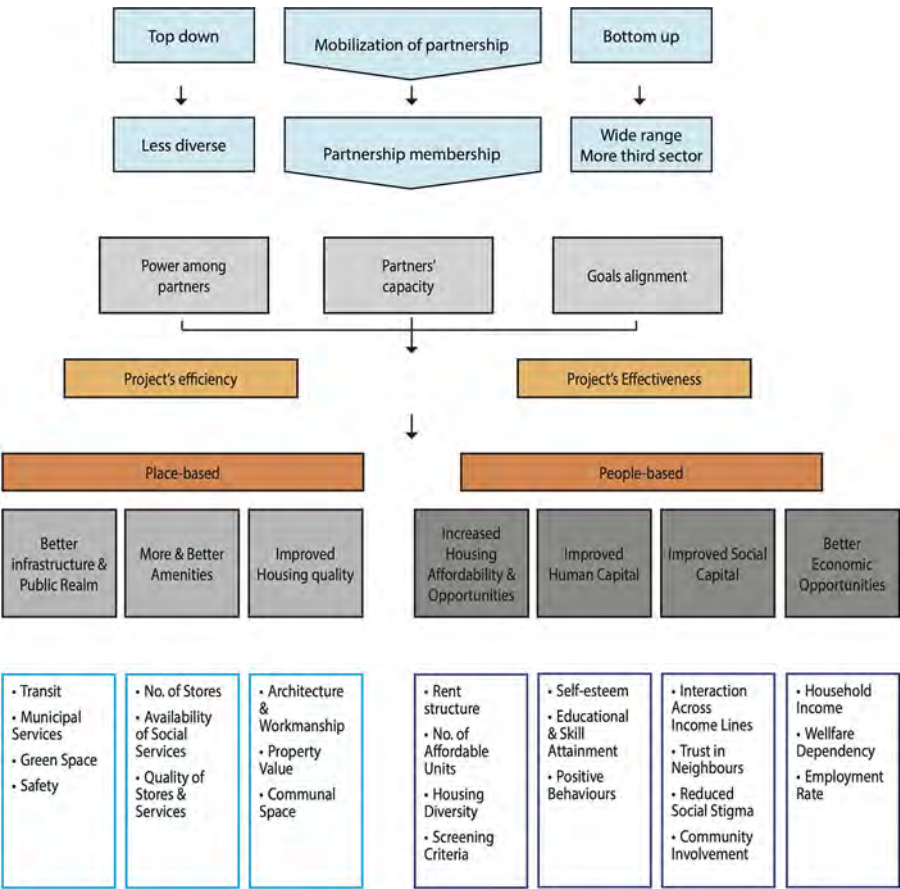 Top down
Mobilization of partnership
Bottom up
Less diverse
Partnership membership
Wide range
More third sector
Power among
partners
Partners'
capacity
Goals alignment
Project's efficiency
Project's Effectiveness
Place-based
People-based
Better
infrastructure &
Public Realm
More & Better
Amenities
Improved
Housing quality
Increased
Housing
Affordability &
Opportunities
Improved
Human Capital
Improved Social
Capital
Better
Economic
Opportunities
• Transit
• Municipal
Services
• Green Space
• Safety
• No. of Stores
• Availability
of Social
Services
• Quality of
Stores &
Services
• Architecture
&
Workmanship
• Property
Value
• Communal
Space
• Rent
structure
• No. of
Affordable
Units
• Housing
Diversity
• Screening
Criteria
• Self-esteem
• Educational
& Skill
Attainment
• Positive
Behaviours
• Interaction
Across
Income Lines
• Trust in
Neighbours
• Reduced
Social Stigma
• Community
Involvement
• Household
Income
• Wellfare
Dependency
• Employment
Rate